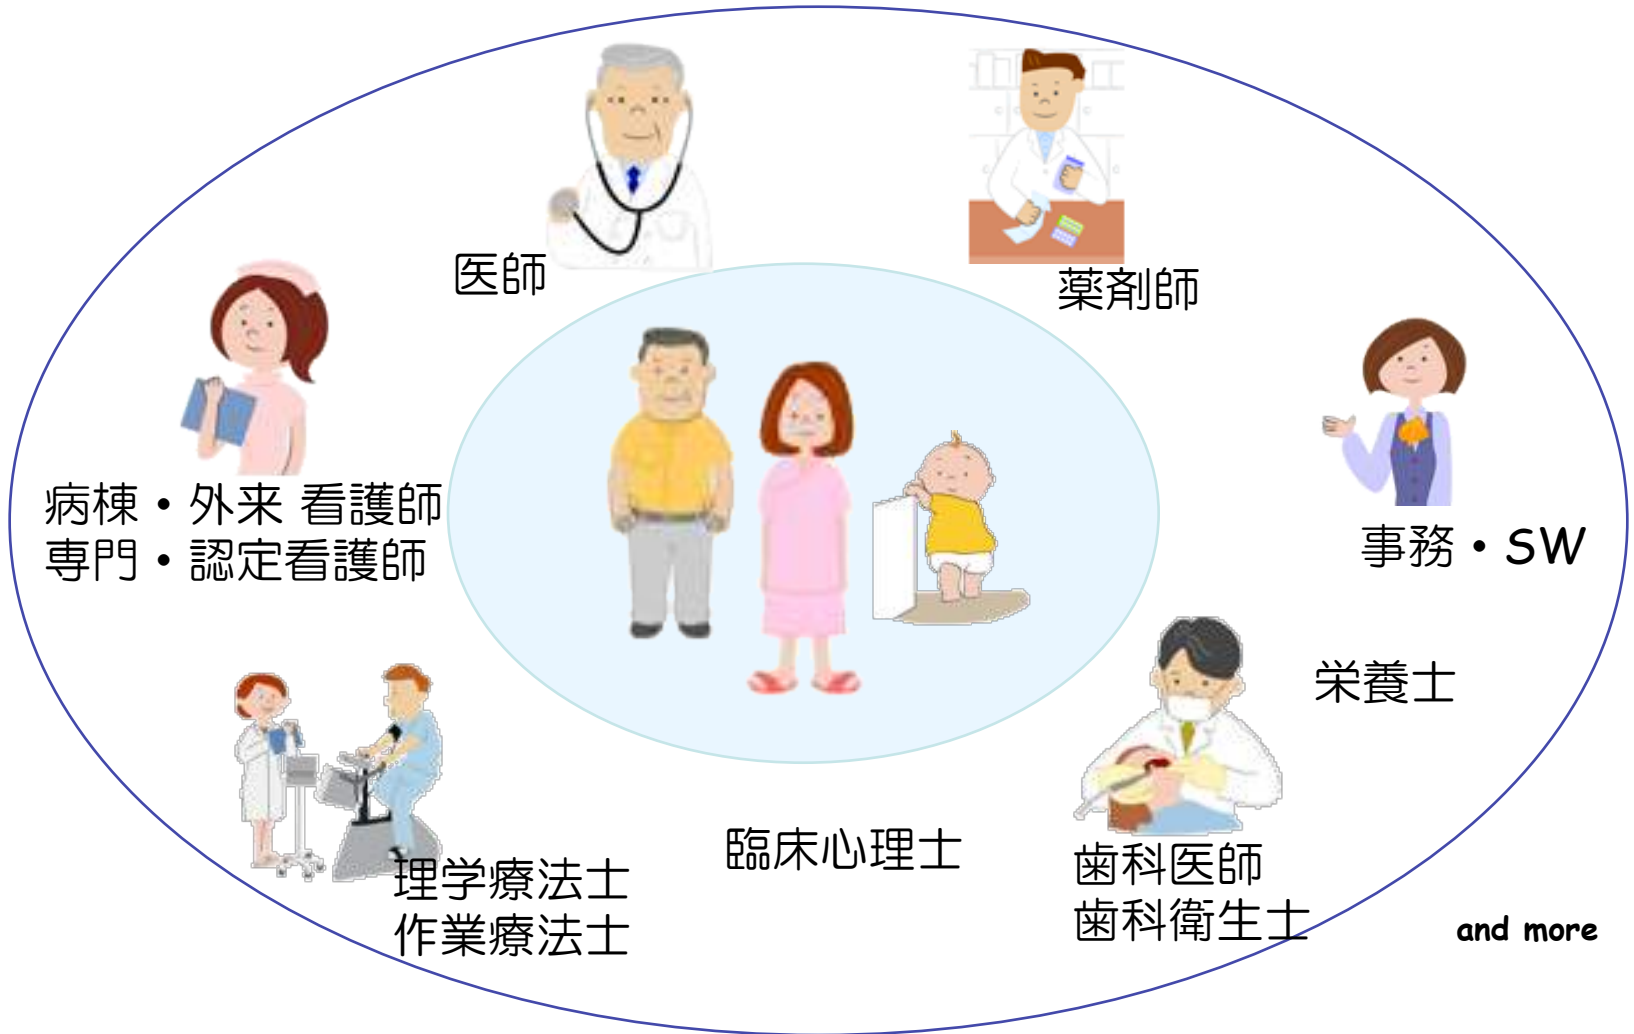 医師
薬剤師
病棟・外来 看護師
専門・認定看護師
事務・SW
栄養士
臨床心理士
歯科医師
歯科衛生士
理学療法士
作業療法士
and more